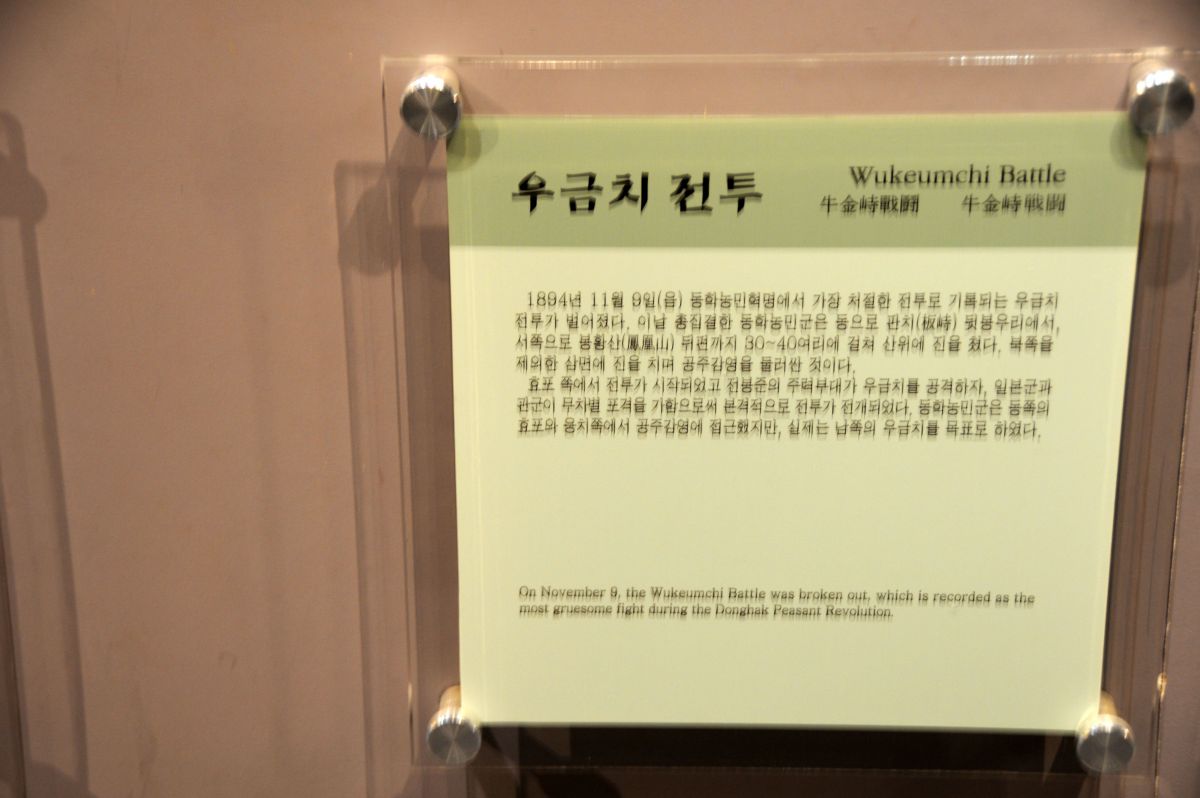 우금치 전투
Wukeumchi Battle
牛金峙戰鬪 牛金峙戦闘
1894년 11월 9일(음) 동학농민혁명에서 가장 처절한 전투로 기록되는 우금치
전투가 벌어졌다. 이날 총집결한 동학농민군은 동으로 판치(板峙) 뒷봉우리에서,
서쪽으로 봉황산(鳳凰山) 뒤편까지 30~40여리에 걸쳐 산위에 진을 쳤다. 북쪽을
제외한 삼면에 진을 치며 공주감영을 둘러싼 것이다.
효포 쪽에서 전투가 시작되었고 전봉준의 주력부대가 우금치를 공격하자, 일본군과
관군이 무차별 포격을 가함으로써 본격적으로 전투가 전개되었다. 동학농민군은 동쪽의
효포와 웅치쪽에서 공주감영에 접근했지만, 실제는 남쪽의 우금치를 목표로 하였다.
On November 9, the Wukeumchi Battle was broken out, which is recorded as the
most gruesome fight during the Donghak Peasant Revolution.